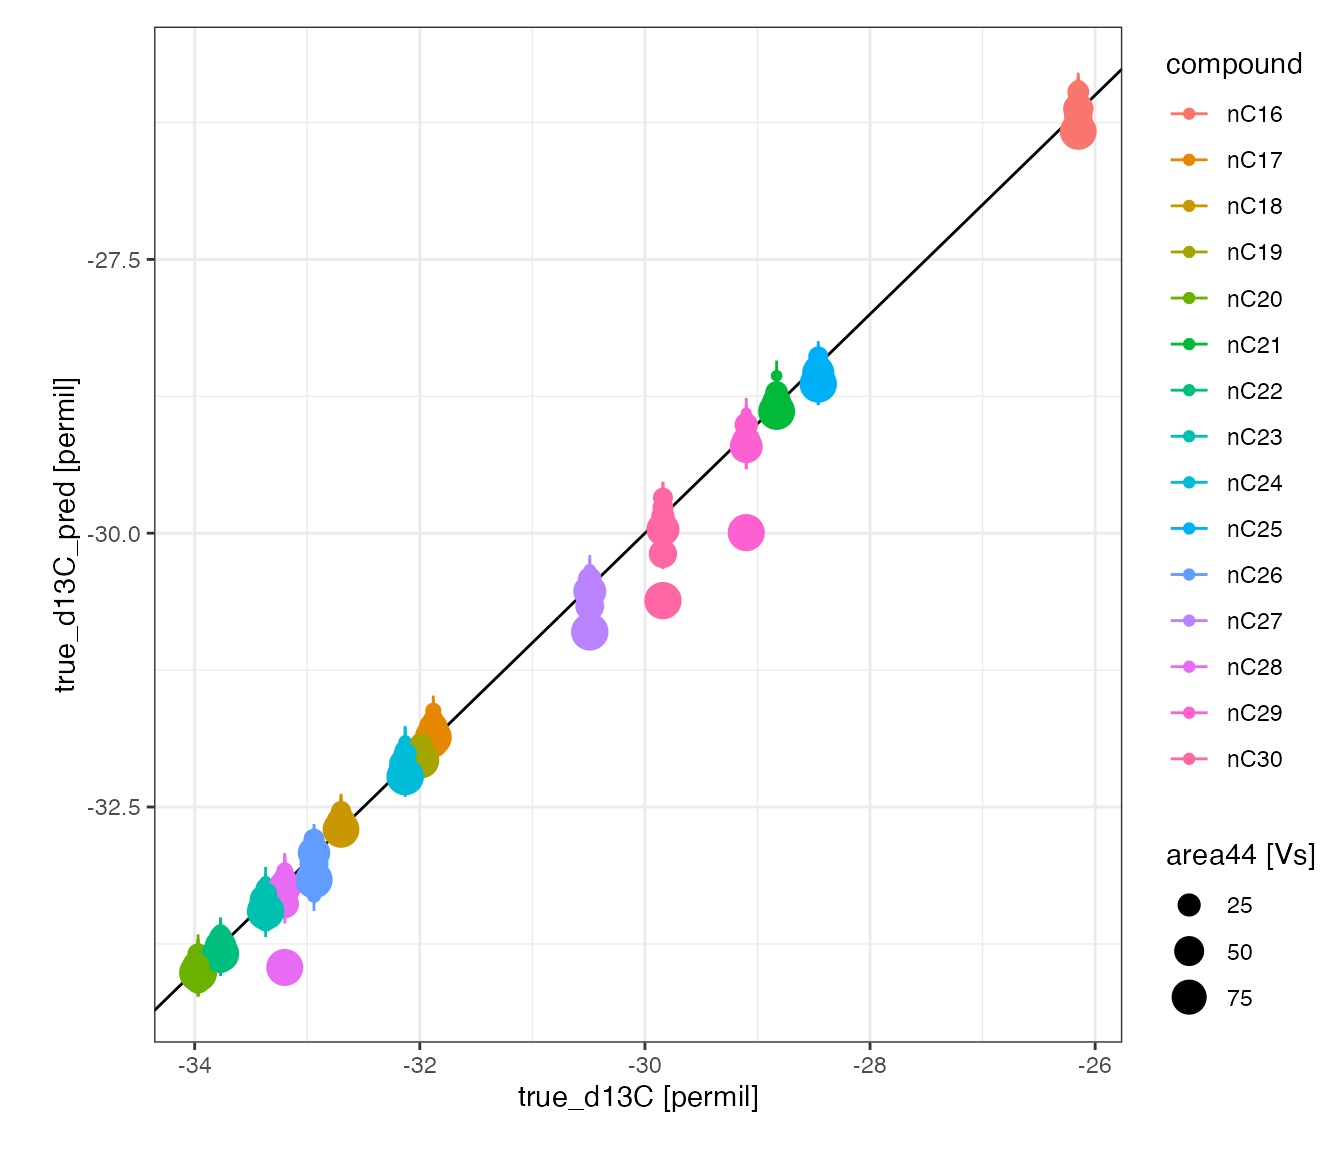 compound
nC16
nC17
nC18
nC19
nC20
nC21
nC22
nC23
nC24
nC25
nC26
nC27
nC28
nC29
nC30
area44 [Vs]
25
50
75
true_d13C_pred [permil]
-27.5
-30.0
-32.5
-34 -32 -30 -28 -26
true_d13C [permil]